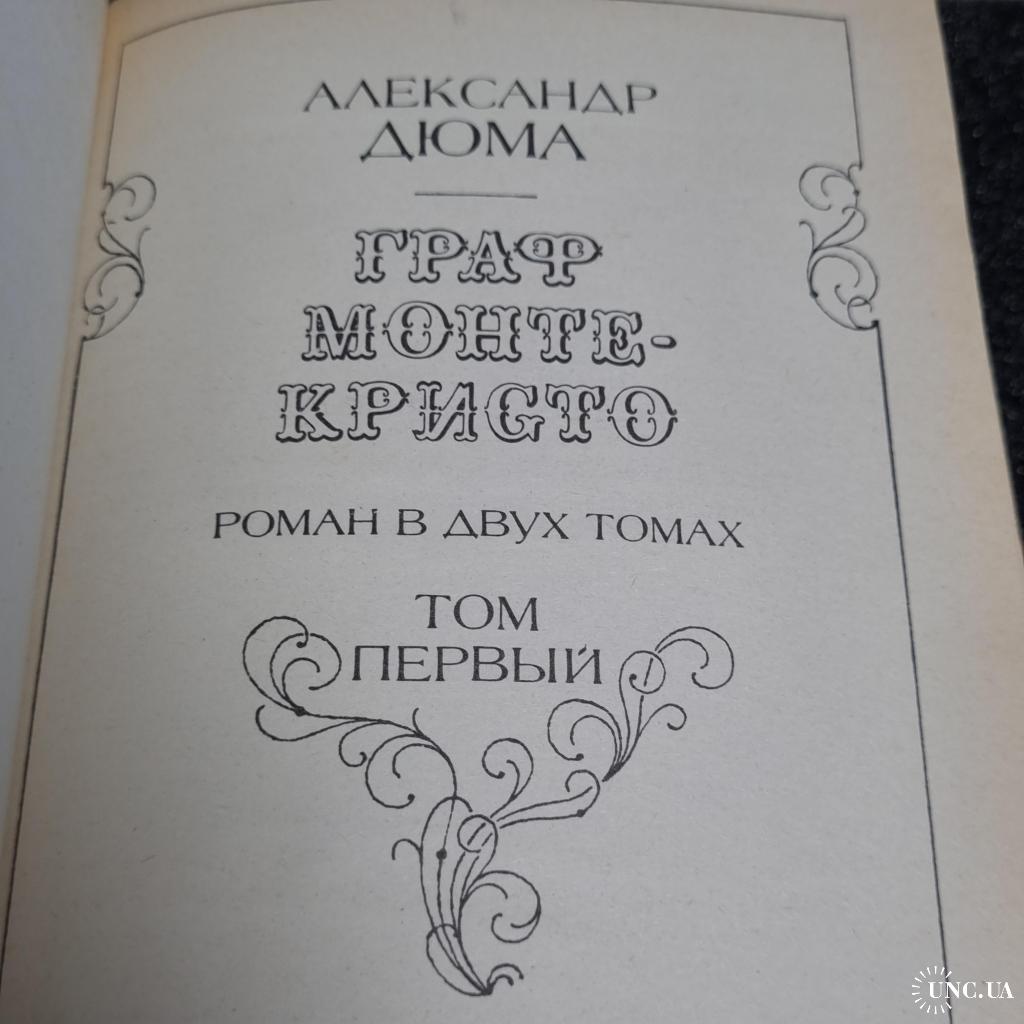 АЛЕКСАНДР
ДЮМА
ГРАФ
МОНТЕ-
КРИСТО
РОМАН В ДВУХ ТОМАХ
ТОМ
ПЕРВЫЙ
UNC.UA